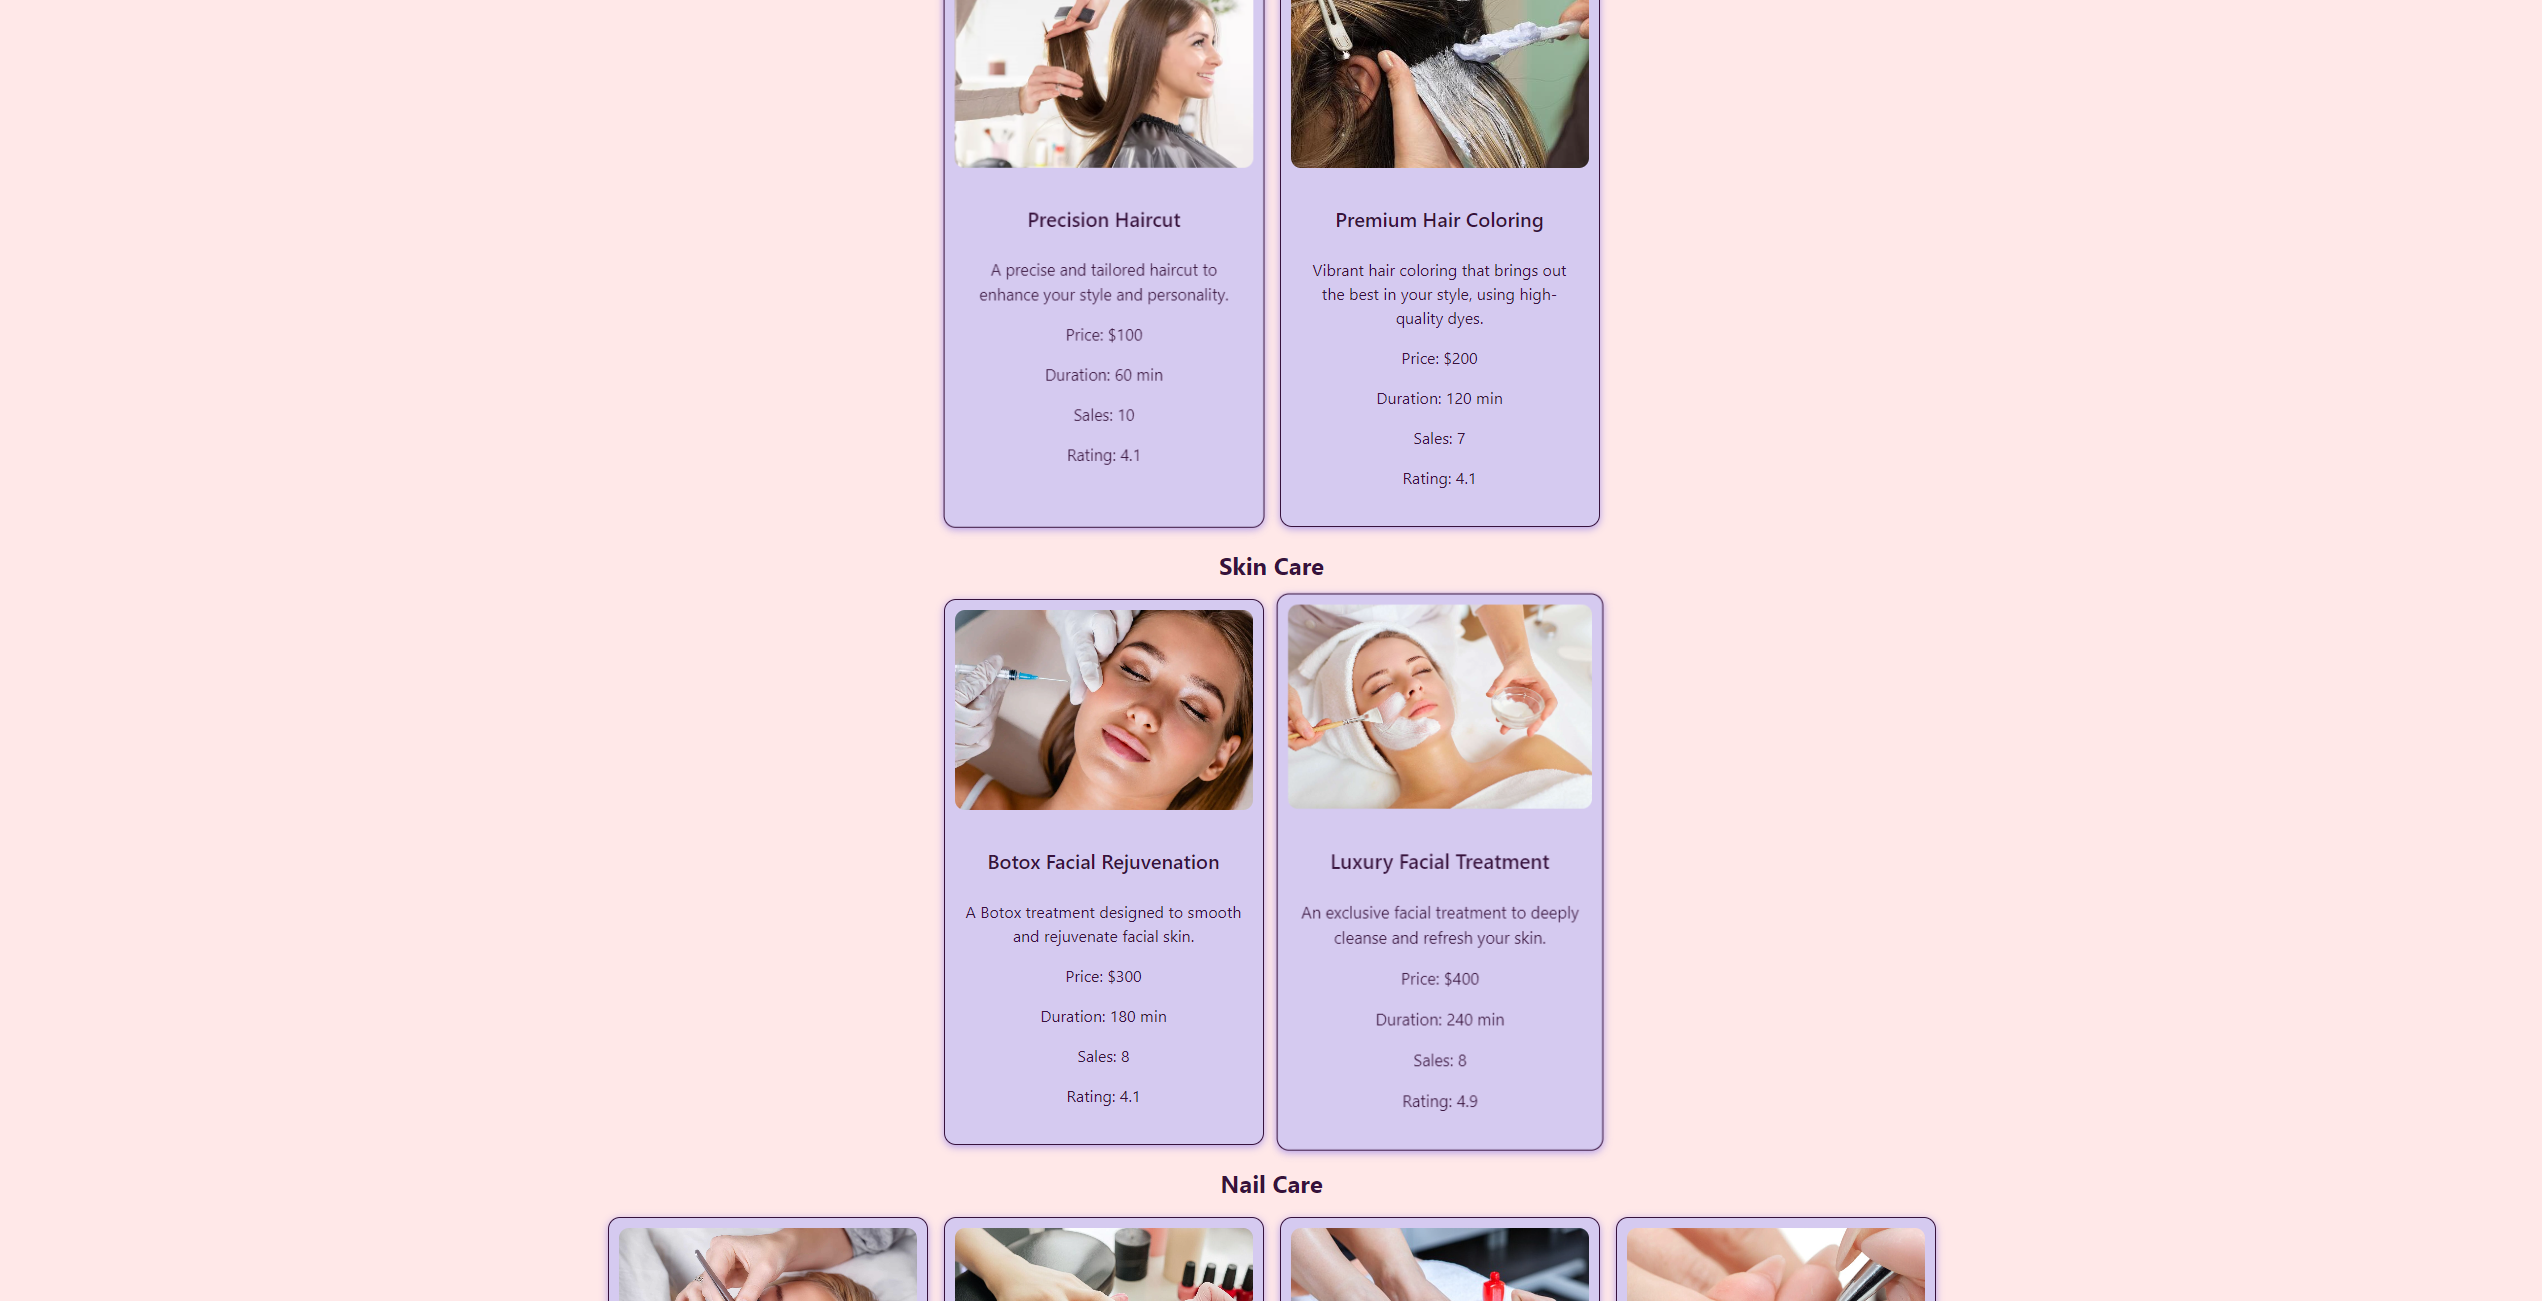 Precision Haircut
A precise and tailored haircut to
enhance your style and personality.
Price: $100
Duration: 60 min
Sales: 10
Rating: 4.1
Premium Hair Coloring
Vibrant hair coloring that brings out
the best in your style, using high-
quality dyes.
Price: $200
Duration: 120 min
Sales: 7
Rating: 4.1
Skin Care
Botox Facial Rejuvenation
A Botox treatment designed to smooth
and rejuvenate facial skin.
Price: $300
Duration: 180 min
Sales: 8
Rating: 4.1
Luxury Facial Treatment
An exclusive facial treatment to deeply
cleanse and refresh your skin.
Price: $400
Duration: 240 min
Sales: 8
Rating: 4.9
Nail Care